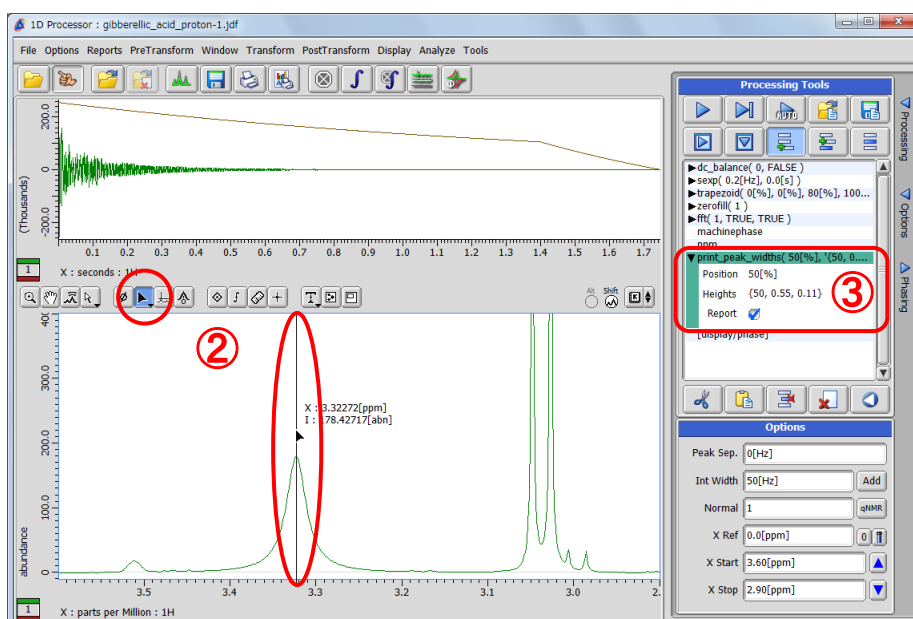 1D Processor : gibberellic_acid_proton-1.jdf
File Options Reports PreTransform Window Transform PostTransform Display Analyze Tools
200.0
0
-200.0
(Thousands)
0.1 0.2 0.3 0.4 0.5 0.6 0.7 0.8 0.9 1.0 1.1 1.2 1.3 1.4 1.5 1.6 1.7
1
X : seconds : 1H
Alt Shift
②
40
300.0
200.0
100.0
0
abundance
X : 3.32272[ppm]
I : 178.42717[abn]
3.5 3.4 3.3 3.2 3.1 3.0 2.
1
X : parts per Million : 1H
Processing Tools
AUTO
dc_balance( 0, FALSE )
sexp( 0.2[Hz], 0.0[s] )
trapezoid( 0[%], 0[%], 80[%], 100...
zerofill( 1 )
fft( 1, TRUE, TRUE )
machinephase
ppm
print_peak_widths( 50[%], '{50, 0....
Position 50[%]
Heights {50, 0.55, 0.11}
Report
③
[display/phase]
Processing
Options
Phasing
Options
Peak Sep. 0[Hz]
Int Width 50[Hz] Add
Normal 1 qNMR
X Ref 0.0[ppm] 0
X Start 3.60[ppm]
X Stop 2.90[ppm]